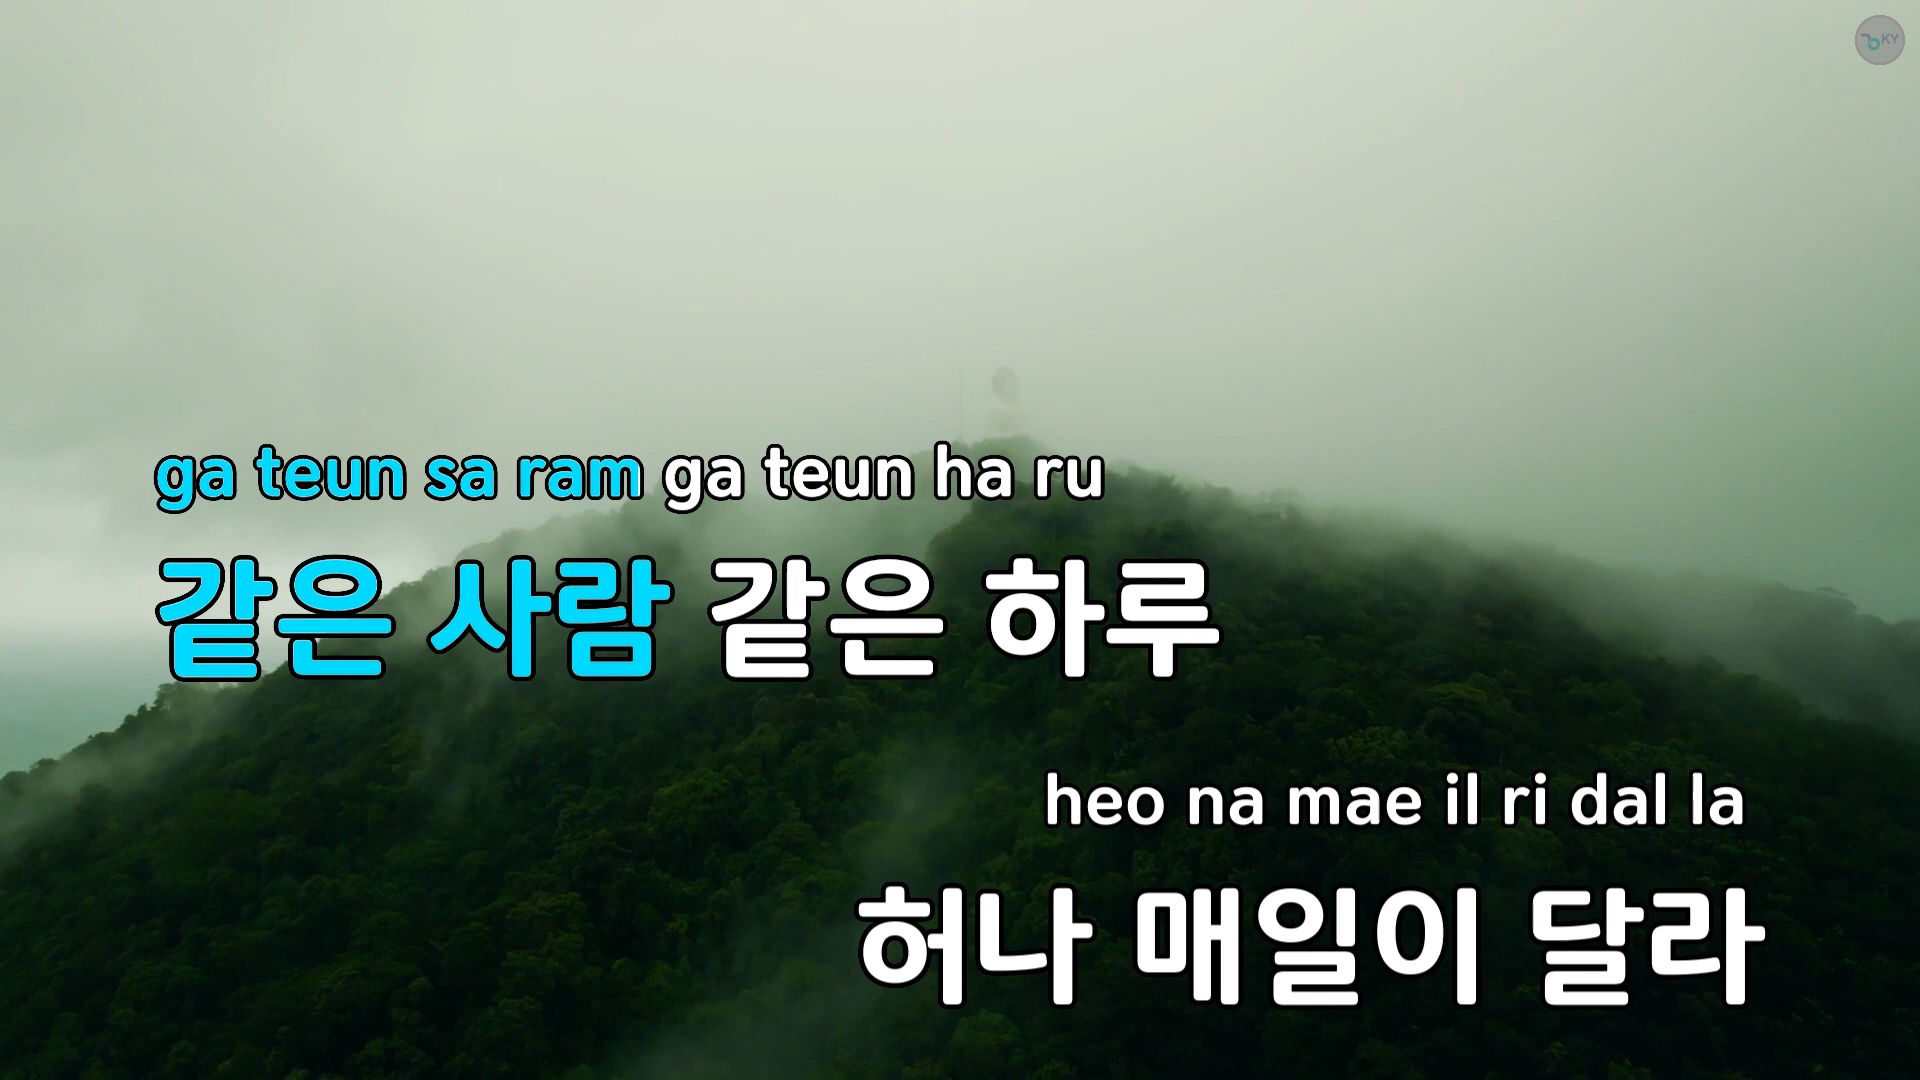 KY
ga teun sa ram ga teun ha ru
같은 사람 같은 하루
heo na mae il ri dal la
허나 매일이 달라